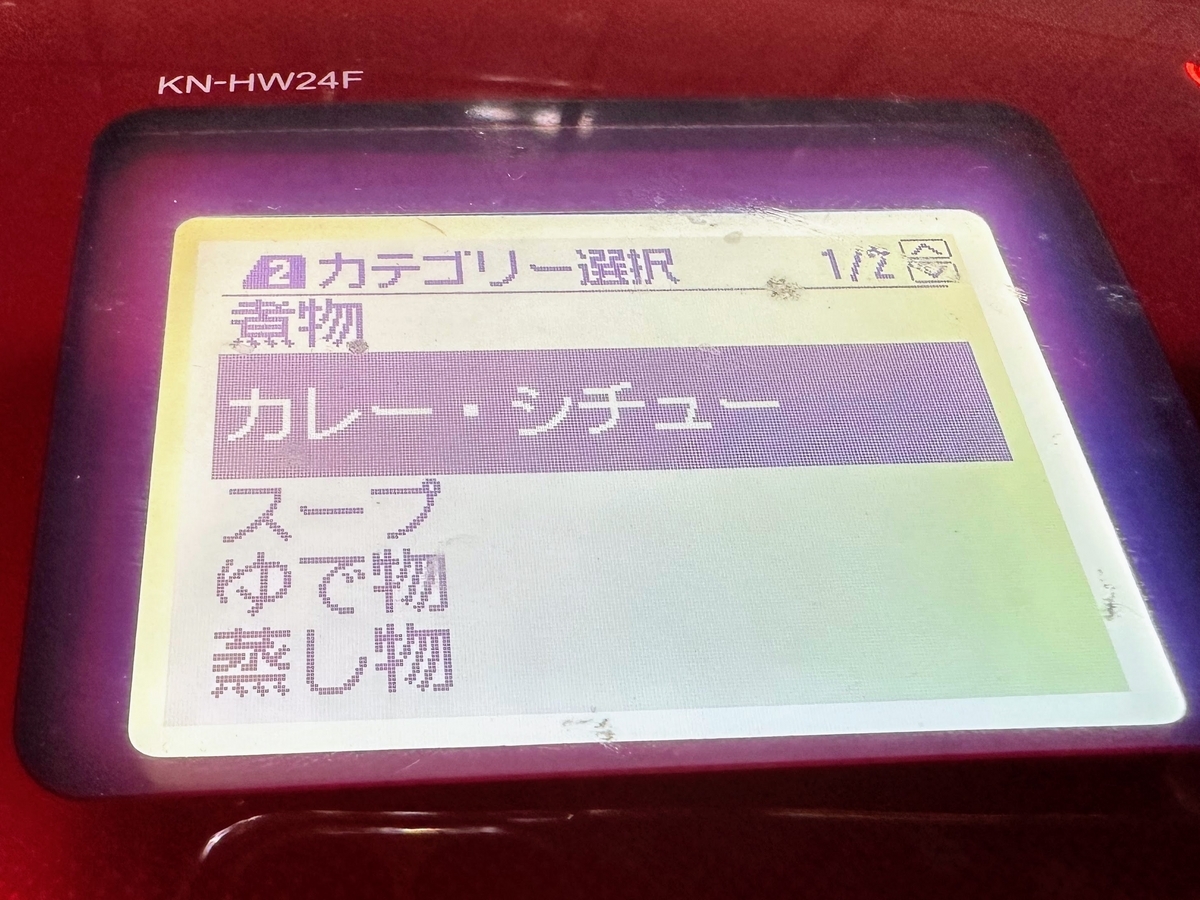 KN-HW24F
2 カテゴリー選択 1/2
煮物
カレー・シチュー
スープ
ゆで物
蒸し物